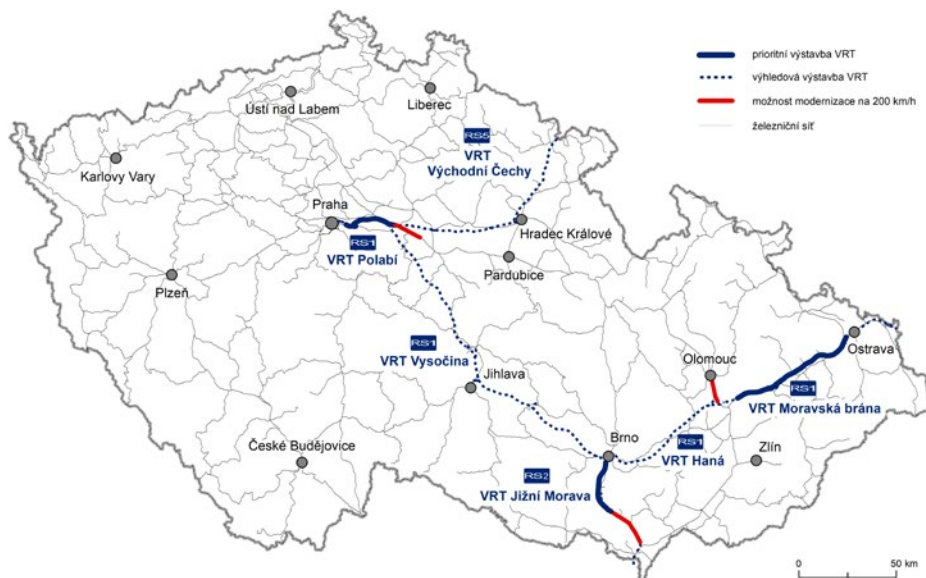 prioritní výstavba VRT
výhledová výstavba VRT
možnost modernizace na 200 km/h
železniční síť
Ústí nad Labem
Liberec
RS5
VRT
Východní Čechy
Karlovy Vary
Praha
Hradec Králové
RS1
VRT Polabí
Pardubice
Plzeň
RS1
VRT Vysočina
Jihlava
Olomouc
Ostrava
RS1
VRT Moravská brána
České Budějovice
Brno
RS1
VRT Haná
Zlín
RS2
VRT Jižní Morava
0
50 km